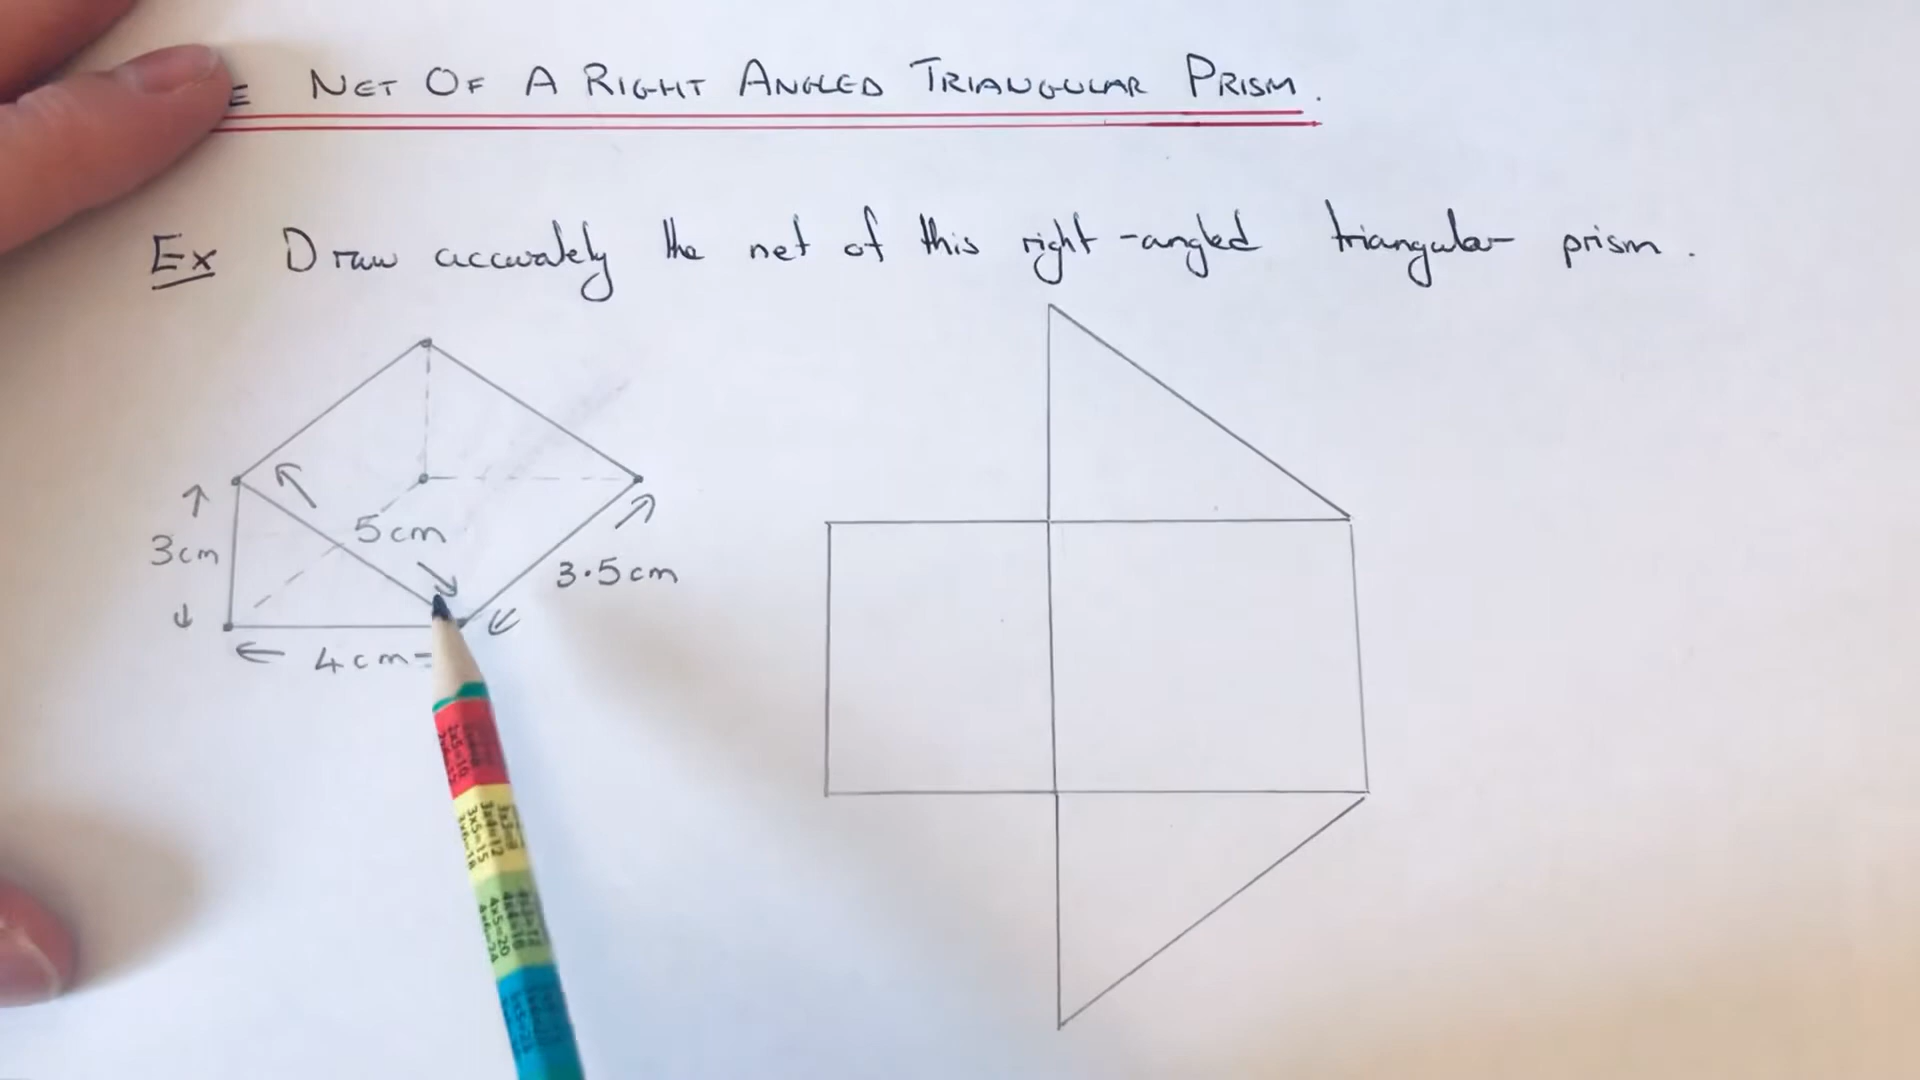 NET OF A RIGHT ANGLED TRIANGULAR PRISM.
Ex Draw accurately the net of this right-angled triangular prism.
5cm
3cm
3.5cm
4cm